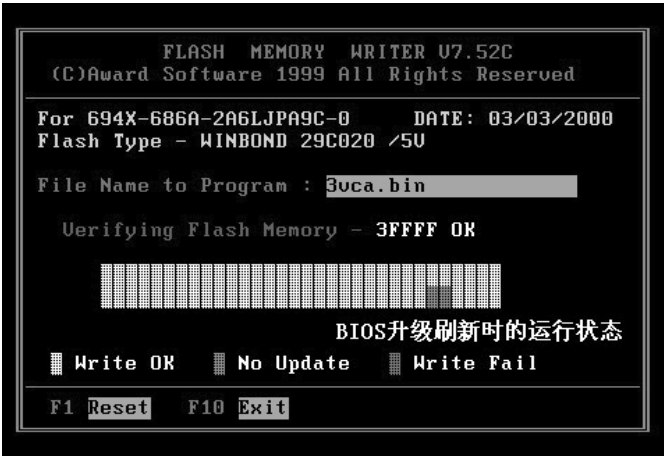 FLASH MEMORY WRITER V7.52C
(C)Award Software 1999 All Rights Reserved
For 694X-686A-2A6LJPA9C-0 DATE: 03/03/2000
Flash Type - WINBOND 29C020 /5V
File Name to Program : 3vca.bin
Verifying Flash Memory - 3FFFF OK
BIOS升级刷新时的运行状态
Write OK No Update Write Fail
F1 Reset F10 Exit